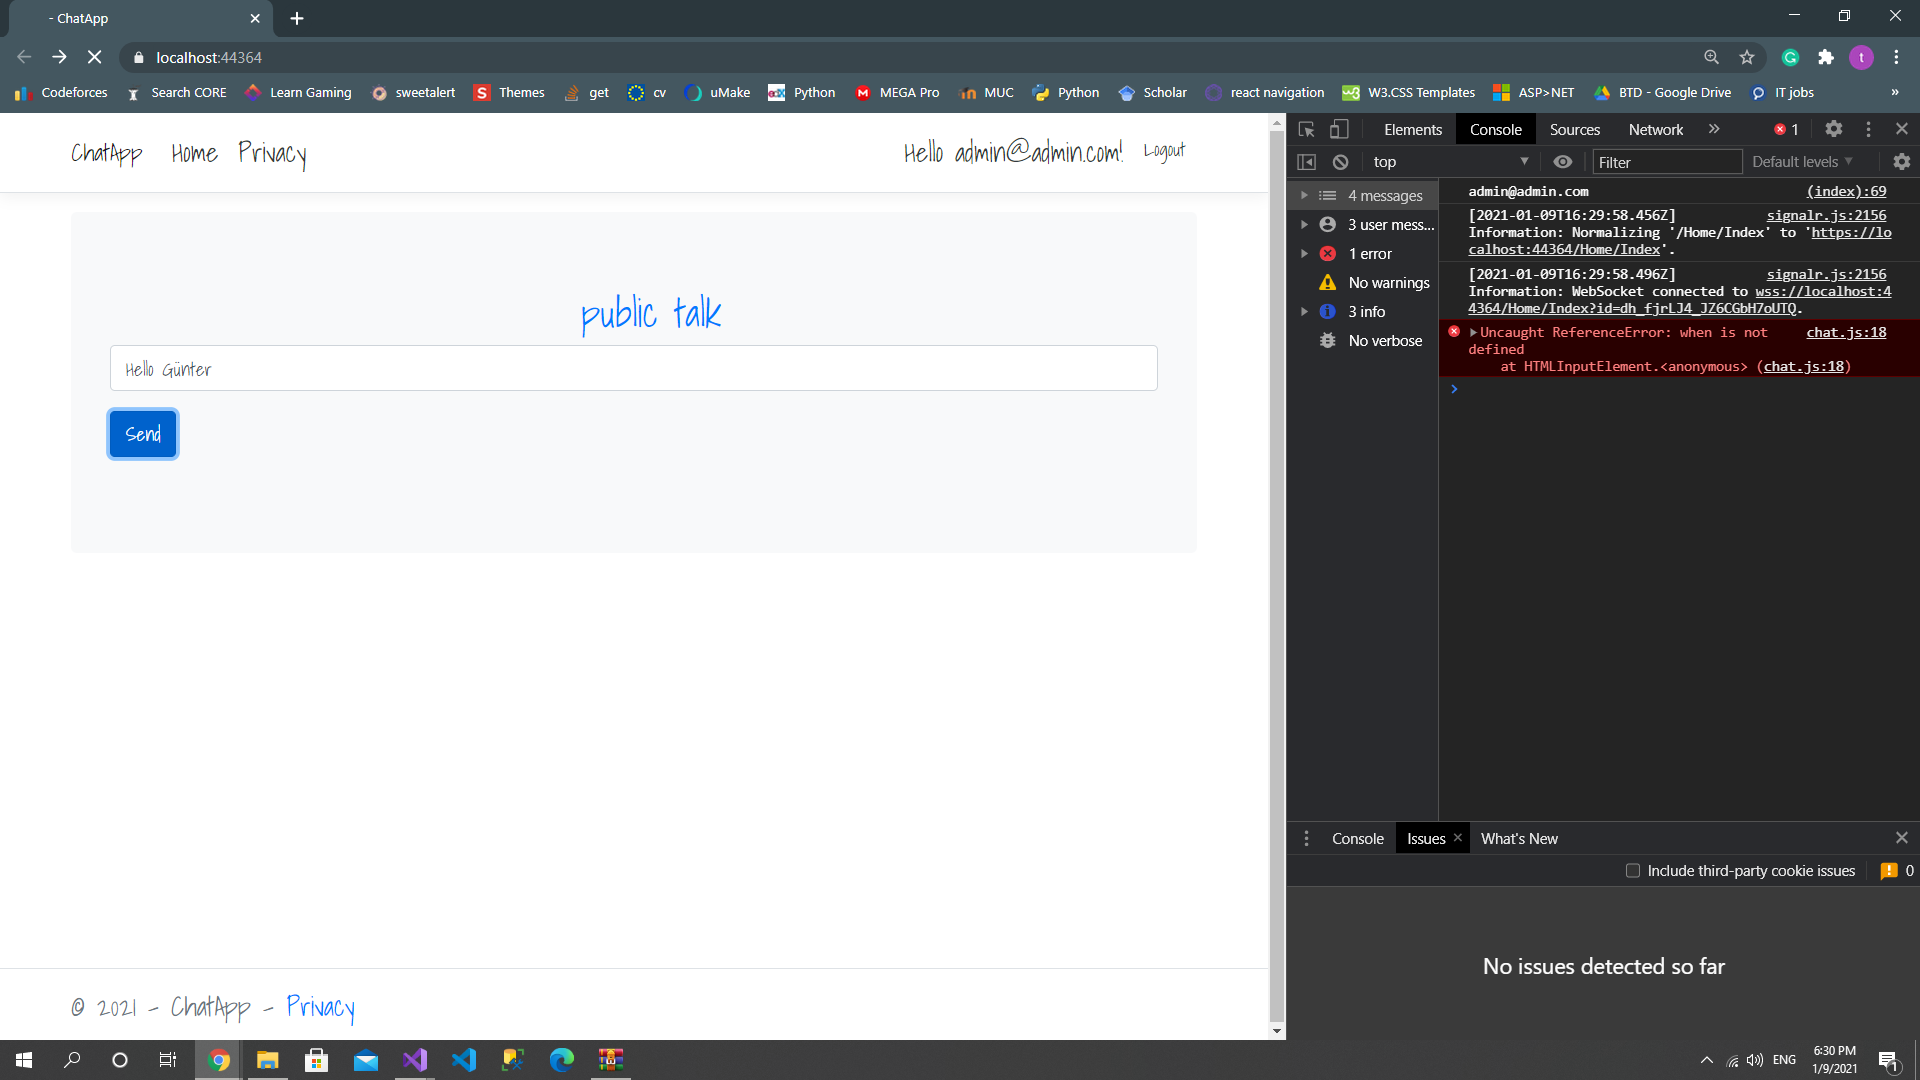 - ChatApp
localhost:44364
Codeforces Search CORE Learn Gaming sweetalert Themes get cv uMake Python MEGA Pro MUC Python Scholar react navigation W3.CSS Templates ASP>NET BTD - Google Drive IT jobs »
ChatApp Home Privacy Hello admin@admin.com! Logout
public talk
Hello Günter
Send
© 2021 - ChatApp - Privacy
Elements Console Sources Network » 1
top Filter Default levels
4 messages
3 user mess...
1 error
No warnings
3 info
No verbose
admin@admin.com (index):69
[2021-01-09T16:29:58.456Z] signalr.js:2156
Information: Normalizing '/Home/Index' to 'https://lo
calhost:44364/Home/Index'.
[2021-01-09T16:29:58.496Z] signalr.js:2156
Information: WebSocket connected to wss://localhost:4
4364/Home/Index?id=dh_fjrLJ4_JZ6CGbH7oUTQ.
Uncaught ReferenceError: when is not chat.js:18
defined
at HTMLInputElement.<anonymous> (chat.js:18)
Console Issues What's New
Include third-party cookie issues 0
No issues detected so far
ENG 6:30 PM
1/9/2021 1